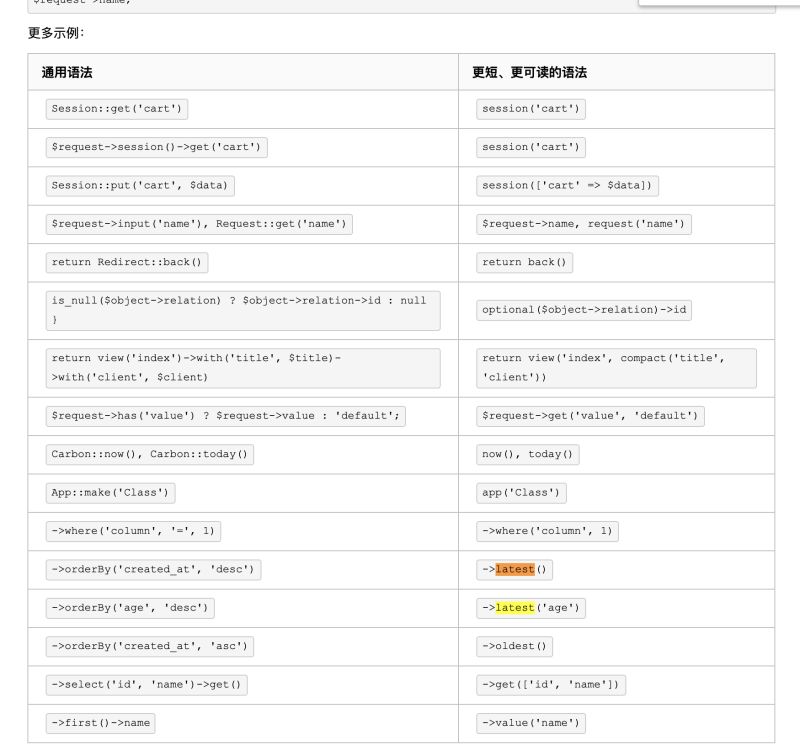 $request->name;
更多示例：
通用语法 更短、更可读的语法
Session::get('cart') session('cart')
$request->session()->get('cart') session('cart')
Session::put('cart', $data) session(['cart' => $data])
$request->input('name'), Request::get('name') $request->name, request('name')
return Redirect::back() return back()
is_null($object->relation) ? $object->relation->id : null
} optional($object->relation)->id
return view('index')->with('title', $title)- return view('index', compact('title',
>with('client', $client) 'client'))
$request->has('value') ? $request->value : 'default'; $request->get('value', 'default')
Carbon::now(), Carbon::today() now(), today()
App::make('Class') app('Class')
->where('column', '=', 1) ->where('column', 1)
->orderBy('created_at', 'desc') ->latest()
->orderBy('age', 'desc') ->latest('age')
->orderBy('created_at', 'asc') ->oldest()
->select('id', 'name')->get() ->get(['id', 'name'])
->first()->name ->value('name')